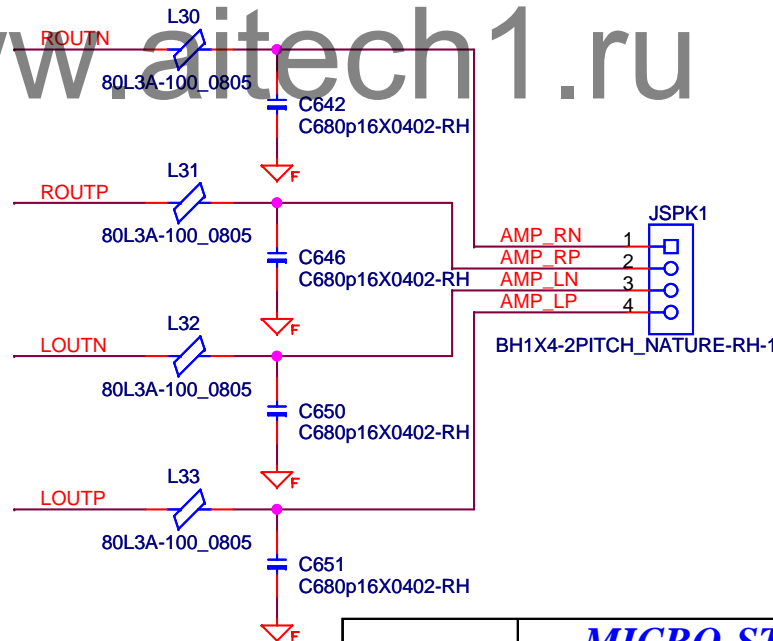 L30
ROUTN
www.aitech1.ru
80L3A-100_0805
C642
C680p16X0402-RH
F
L31
ROUTP
80L3A-100_0805
C646
C680p16X0402-RH
F
JSPK1
AMP_RN 1
AMP_RP 2
AMP_LN 3
AMP_LP 4
BH1X4-2PITCH_NATURE-RH-1
L32
LOUTN
80L3A-100_0805
C650
C680p16X0402-RH
F
L33
LOUTP
80L3A-100_0805
C651
C680p16X0402-RH
F
MICRO-ST